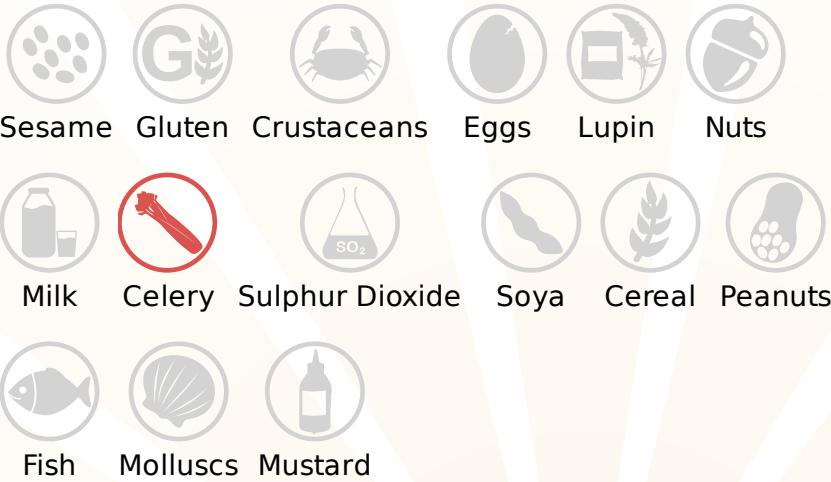 G
Sesame Gluten Crustaceans Eggs Lupin Nuts
SO₂
Milk Celery Sulphur Dioxide Soya Cereal Peanuts
Fish Molluscs Mustard